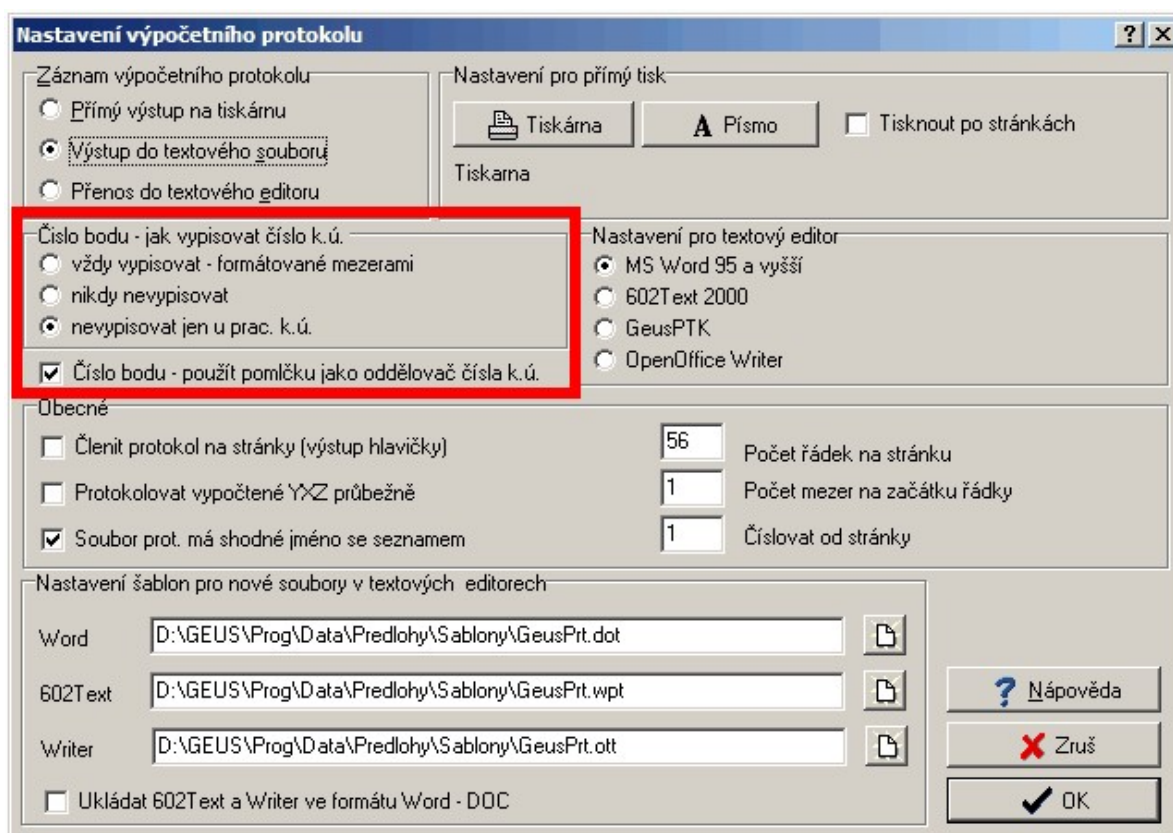 Nastavení výpočetního protokolu
Záznam výpočetního protokolu
Přímý výstup na tiskárnu
Výstup do textového souboru
Přenos do textového editoru
Nastavení pro přímý tisk
Tiskárna
A Písmo
Tisknout po stránkách
Tiskarna
Číslo bodu - jak vypisovat číslo k.ú.
vždy vypisovat - formátované mezerami
nikdy nevypisovat
nevypisovat jen u prac. k.ú.
Číslo bodu - použít pomlčku jako oddělovač čísla k.ú.
Nastavení pro textový editor
MS Word 95 a vyšší
602Text 2000
GeusPTK
OpenOffice Writer
Obecné
Členit protokol na stránky (výstup hlavičky)
Protokolovat vypočtené YXZ průbežně
Soubor prot. má shodné jméno se seznamem
56 Počet řádek na stránku
1 Počet mezer na začátku řádky
1 Číslovat od stránky
Nastavení šablon pro nové soubory v textových editorech
Word D:\GEUS\Prog\Data\Predlohy\Sablony\GeusPrt.dot
602Text D:\GEUS\Prog\Data\Predlohy\Sablony\GeusPrt.wpt
Writer D:\GEUS\Prog\Data\Predlohy\Sablony\GeusPrt.ott
Ukládat 602Text a Writer ve formátu Word - DOC
? Nápověda
Zruš
OK